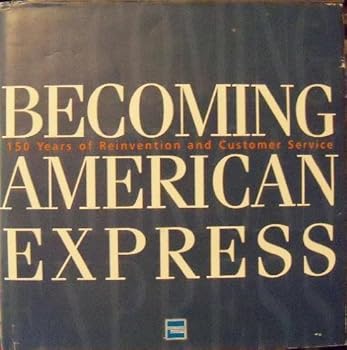 BECOMING
150 Years of Reinvention and Customer Service
AMERICAN
EXPRESS